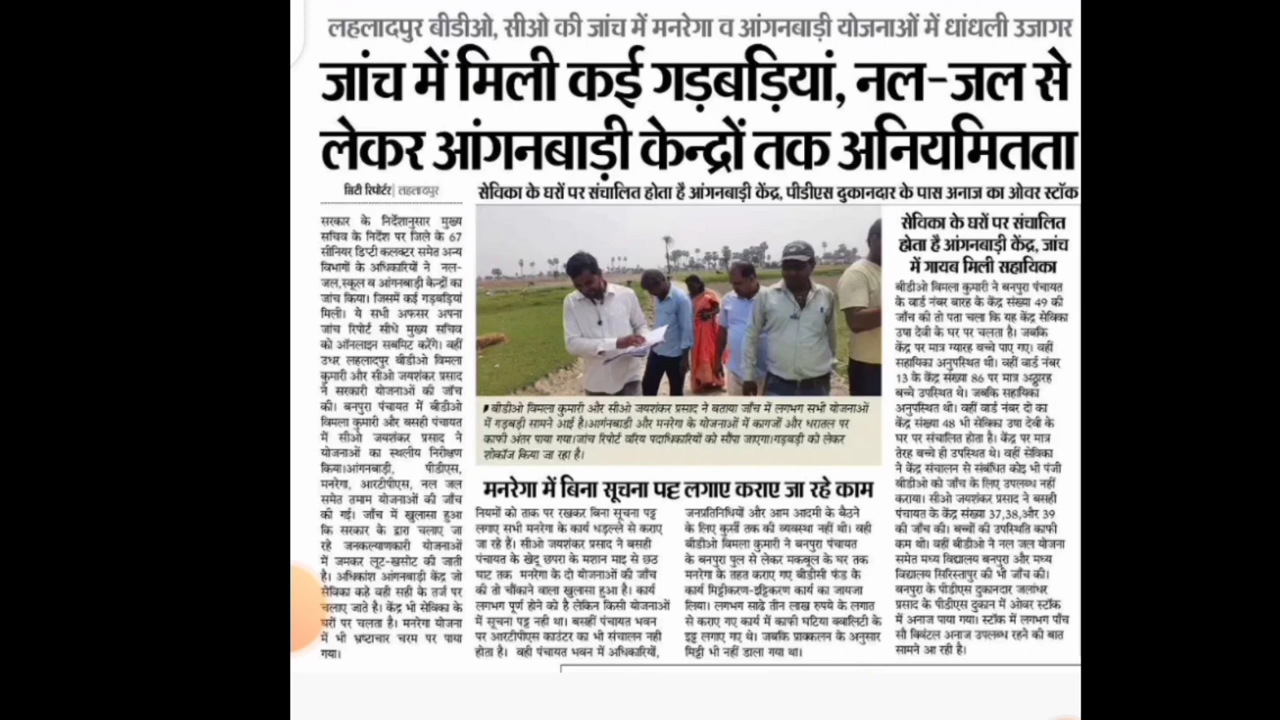 लहलादपुर बीडीओ, सीओ की जांच में मनरेगा व आंगनबाड़ी योजनाओं में धांधली उजागर
जांच में मिली कई गड़बड़ियां, नल-जल से
लेकर आंगनबाड़ी केन्द्रों तक अनियमितता
सिटी रिपोर्टर| लहलादपुर
सरकार के निर्देशानुसार मुख्य
सचिव के निर्देश पर जिले के 67
सीनियर डिप्टी कलक्टर समेत अन्य
विभागों के अधिकारियों ने नल-
जल,स्कूल व आंगनबाड़ी केन्द्रों का
जांच किया। जिसमें कई गड़बड़ियां
मिली। ये सभी अफसर अपना
जांच रिपोर्ट सीधे मुख्य सचिव
को ऑनलाइन सबमिट करेंगे। वहीं
उधर लहलादपुर बीडीओ विमला
कुमारी और सीओ जयशंकर प्रसाद
ने सरकारी योजनाओं की जांच
की। बनपुरा पंचायत में बीडीओ
विमला कुमारी और बसही पंचायत
में सीओ जयशंकर प्रसाद ने
योजनाओं का स्थलीय निरीक्षण
किया।आंगनबाड़ी, पीडीएस,
मनरेगा, आरटीपीएस, नल जल
समेत तमाम योजनाओं की जांच
की गई। जांच में खुलासा हुआ
कि सरकार के द्वारा चलाए जा
रहे जनकल्याणकारी योजनाओं
में जमकर लूट-खसोट की जाती
है। अधिकांश आंगनबाड़ी केंद्र जो
सेविका कहे वही सही के तर्ज पर
चलाए जाते है। केंद्र भी सेविका के
घरों पर चलता है। मनरेगा योजना
में भी भ्रष्टाचार चरम पर पाया
गया।
सेविका के घरों पर संचालित होता है आंगनबाड़ी केंद्र, पीडीएस दुकानदार के पास अनाज का ओवर स्टॉक
बीडीओ विमला कुमारी और सीओ जयशंकर प्रसाद ने बताया जाँच में लगभग सभी योजनाओं
में गड़बड़ी सामने आई है।आंगनबाड़ी और मनरेगा के योजनाओं में कागजों और धरातल पर
काफी अंतर पाया गया।जांच रिपोर्ट वरिय पदाधिकारियों को सौंपा जाएगा।गड़बड़ी को लेकर
शोकॉज किया जा रहा है।
मनरेगा में बिना सूचना पट्ट लगाए कराए जा रहे काम
नियमों को ताक पर रखकर बिना सूचना पट्ट
लगाए सभी मनरेगा के कार्य धड़ल्ले से कराए
जा रहे हैं। सीओ जयशंकर प्रसाद ने बसही
पंचायत के खेदू छपरा के मशान माइ से छठ
घाट तक मनरेगा के दो योजनाओं की जाँच
की तो चौंकाने वाला खुलासा हुआ है। कार्य
लगभग पूर्ण होने को है लेकिन किसी योजनाओं
में सूचना पट्ट नही था। बसहीं पंचायत भवन
पर आरटीपीएस काउंटर का भी संचालन नही
होता है। वही पंचायत भवन में अधिकारियों,
जनप्रतिनिधियों और आम आदमी के बैठने
के लिए कुर्सी तक की व्यवस्था नहीं थी। वही
बीडीओ विमला कुमारी ने बनपुरा पंचायत
के बनपुरा पुल से लेकर मकबूल के घर तक
मनरेगा के तहत कराए गए बीडीसी फंड के
कार्य मिट्टीकरण-इट्टिकरण कार्य का जायजा
लिया। लगभग साढे तीन लाख रुपये के लगात
से कराए गए कार्य में काफी घटिया क्वालिटी के
इट्ट लगाए गए थे। जबकि प्राक्कलन के अनुसार
मिट्टी भी नहीं डाला गया था।
सेविका के घरों पर संचालित
होता है आंगनबाड़ी केंद्र, जांच
में गायब मिली सहायिका
बीडीओ विमला कुमारी ने बनपुरा पंचायत
के वार्ड नंबर बारह के केंद्र संख्या 49 की
जाँच की तो पता चला कि यह केंद्र सेविका
उषा देवी के घर पर चलता है। जबकि
केंद्र पर मात्र ग्यारह बच्चे पाए गए। वहीं
सहायिका अनुपस्थित थी। वहीं वार्ड नंबर
13 के केंद्र संख्या 86 पर मात्र अठ्ठारह
बच्चे उपस्थित थे। जबकि सहायिका
अनुपस्थित थी। वहीं वार्ड नंबर दो का
केंद्र संख्या 48 भी सेविका उषा देवी के
घर पर संचालित होता है। केंद्र पर मात्र
तेरह बच्चे ही उपस्थित थे। वहीं सेविका
ने केंद्र संचालन से संबंधित कोइ भी पंजी
बीडीओ को जाँच के लिए उपलब्ध नहीं
कराया। सीओ जयशंकर प्रसाद ने बसही
पंचायत के केंद्र संख्या 37,38,और 39
की जाँच की। बच्चों की उपस्थिति काफी
कम थी। वहीं बीडीओ ने नल जल योजना
समेत मध्य विद्यालय बनपुरा और मध्य
विद्यालय सिरिस्तापुर की भी जाँच की।
बनपुरा के पीडीएस दुकानदार जलांधर
प्रसाद के पीडीएस दुकान में ओवर स्टॉक
में अनाज पाया गया। स्टॉक में लगभग पाँच
सौ क्विंटल अनाज उपलब्ध रहने की बात
सामने आ रही है।